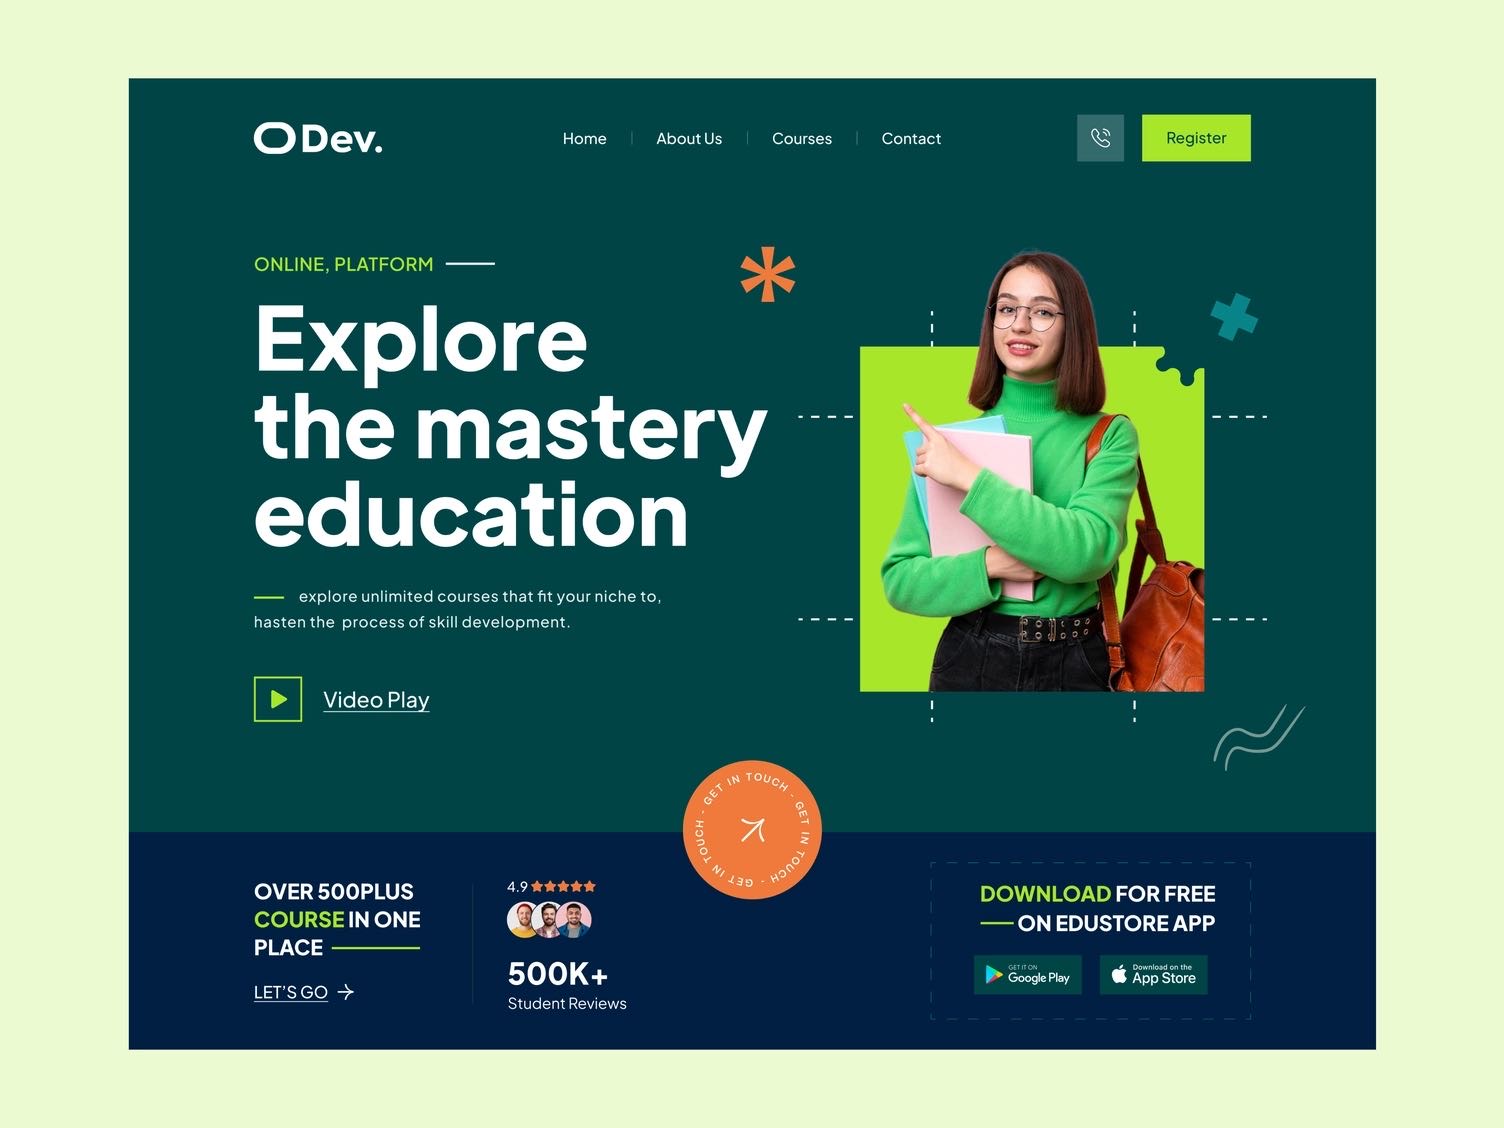 Dev.
Home
About Us
Courses
Contact
Register
ONLINE, PLATFORM
Explore
the mastery
education
explore unlimited courses that fit your niche to,
hasten the process of skill development.
Video Play
GET IN TOUCH - GET IN TOUCH - GET IN TOUCH -
OVER 500PLUS
COURSE IN ONE
PLACE
LET'S GO
4.9
500K+
Student Reviews
DOWNLOAD FOR FREE
ON EDUSTORE APP
GET IT ON
Google Play
Download on the
App Store